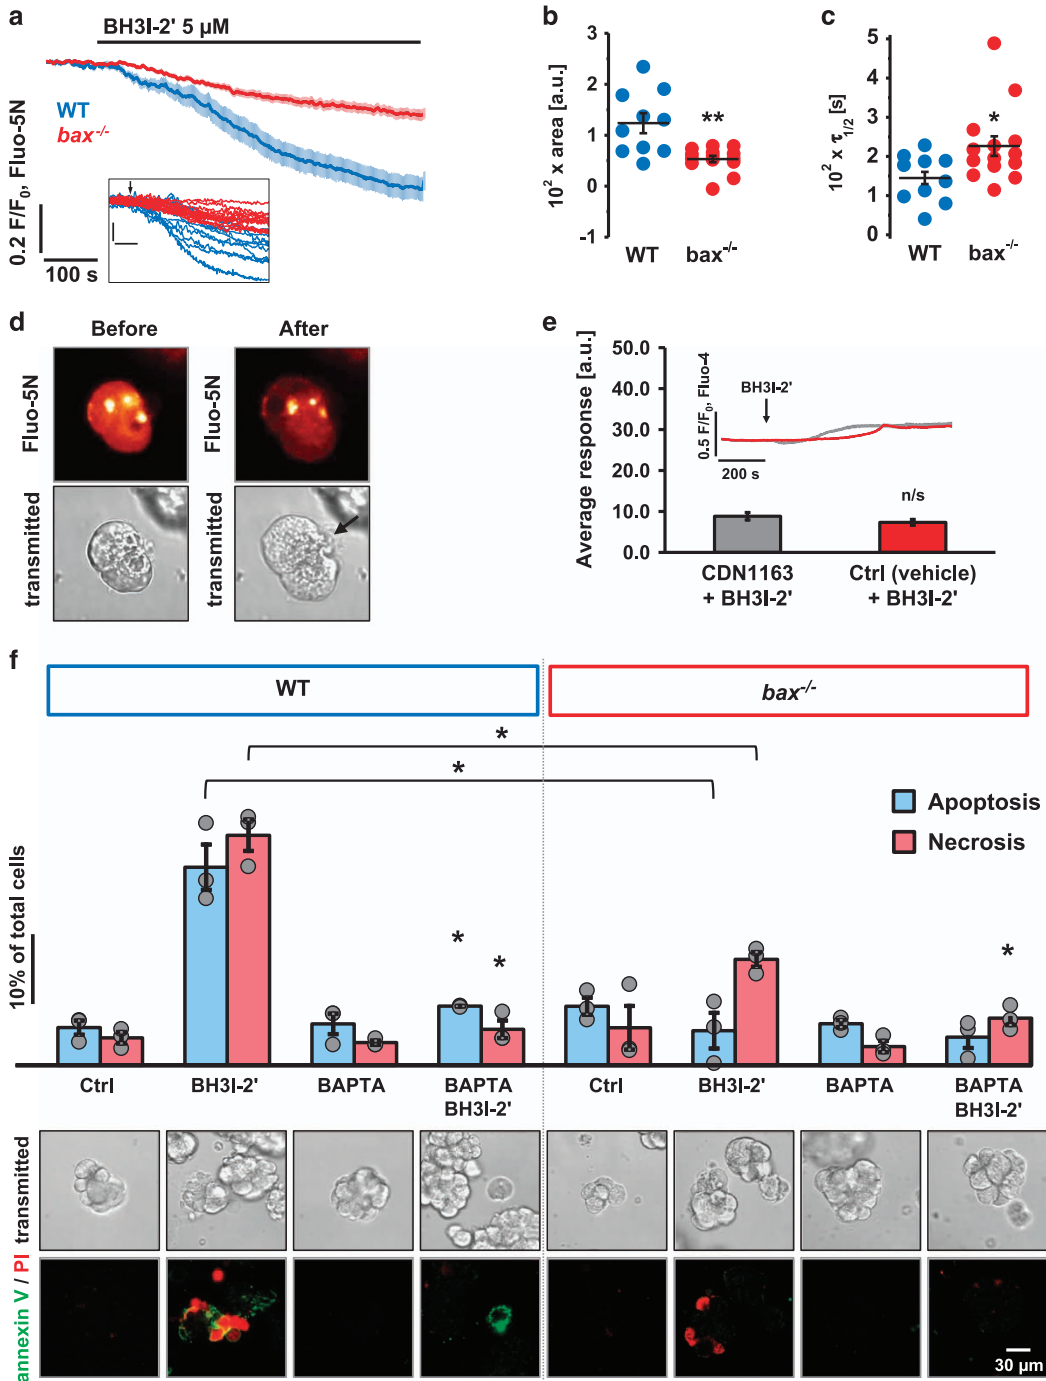 a
BH3I-2' 5 µM
WT
bax-/-
0.2 F/F0, Fluo-5N
100 s
b
10² x area [a.u.]
3
2
1
0
-1
**
WT
bax-/-
c
10² x τ1/2 [s]
5
4
3
2
1
0
*
WT
bax-/-
d
Before
After
Fluo-5N
Fluo-5N
transmitted
transmitted
e
Average response [a.u.]
50.0
40.0
30.0
20.0
10.0
0.0
0.5 F/F0, Fluo-4
BH3I-2'
200 s
n/s
CDN1163
+ BH3I-2'
Ctrl (vehicle)
+ BH3I-2'
f
WT
bax-/-
*
*
Apoptosis
Necrosis
10% of total cells
*
*
*
Ctrl
BH3I-2'
BAPTA
BAPTA
BH3I-2'
Ctrl
BH3I-2'
BAPTA
BAPTA
BH3I-2'
transmitted
annexin V / PI
30 µm